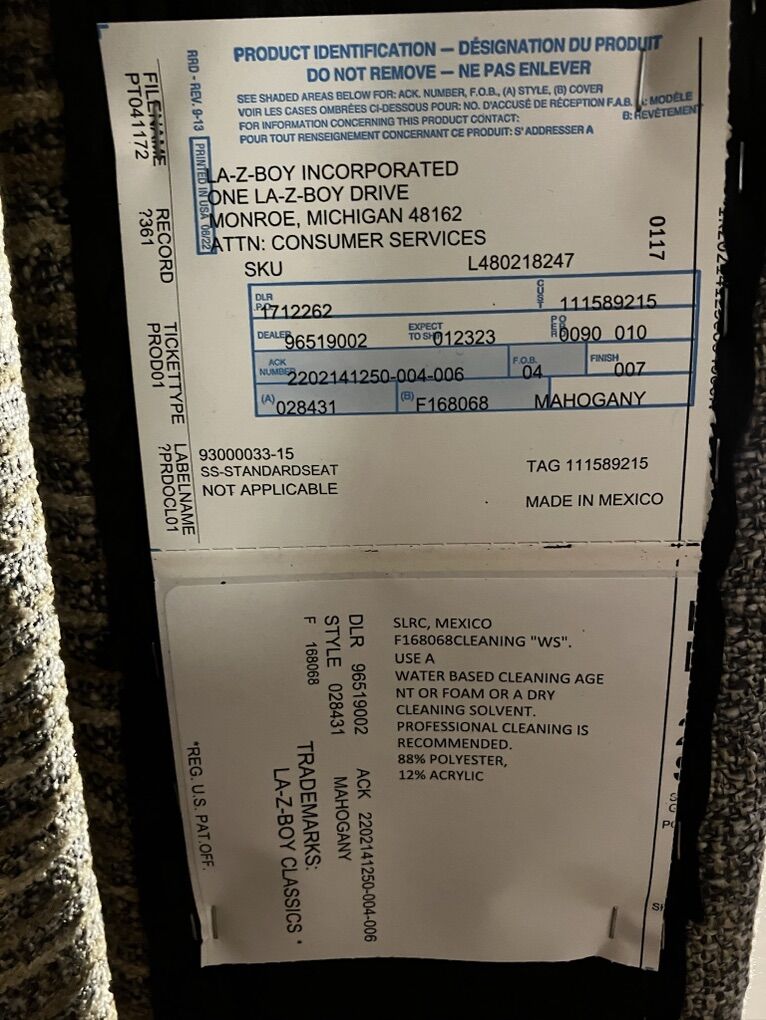 PRODUCT IDENTIFICATION — DÉSIGNATION DU PRODUIT
DO NOT REMOVE — NE PAS ENLEVER
SEE SHADED AREAS BELOW FOR: ACK. NUMBER, F.O.B., (A) STYLE, (B) COVER
VOIR LES CASES OMBRÉES CI-DESSOUS POUR: NO. D'ACCUSÉ DE RÉCEPTION F.A.B. A: MODÈLE
B: REVÊTEMENT
FOR INFORMATION CONCERNING THIS PRODUCT CONTACT:
POUR TOUT RENSEIGNEMENT CONCERNANT CE PRODUIT: S'ADDRESSER A
RRD - REV. 9-13
PRINTED IN USA 06/22
FILENAME
PT041172
RECORD
?361
TICKETTYPE
PROD01
LABELNAME
?PRDOCL01
LA-Z-BOY INCORPORATED
ONE LA-Z-BOY DRIVE
MONROE, MICHIGAN 48162
ATTN: CONSUMER SERVICES
0117
SKU L480218247
DLR P.O. 1712262 CUST 111589215
DEALER 96519002 EXPECT TO SHIP 012323 0090 010
ACK NUMBER 2202141250-004-006 F.O.B. 04 FINISH 007
(A) 028431 (B) F168068 MAHOGANY
93000033-15
SS-STANDARDSEAT TAG 111589215
NOT APPLICABLE MADE IN MEXICO
SLRC, MEXICO
F168068CLEANING "WS".
USE A
WATER BASED CLEANING AGE
NT OR FOAM OR A DRY
CLEANING SOLVENT.
PROFESSIONAL CLEANING IS
RECOMMENDED.
88% POLYESTER,
12% ACRYLIC
DLR 96519002 ACK 2202141250-004-006
STYLE 028431 MAHOGANY
F 168068
TRADEMARKS:
LA-Z-BOY CLASSICS *
*REG. U.S. PAT.OFF.